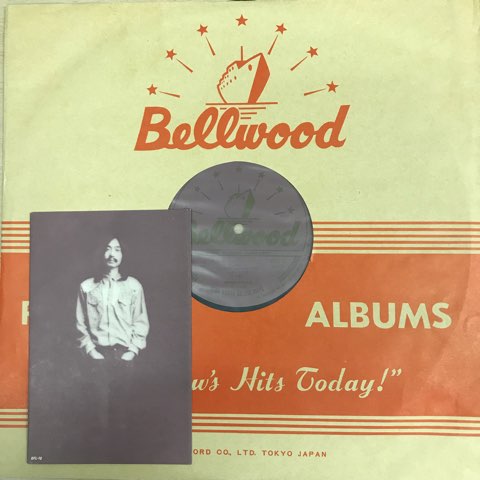 Bellwood
Bellwood
ALBUMS
w's Hits Today!"
ORD CO., LTD. TOKYO JAPAN